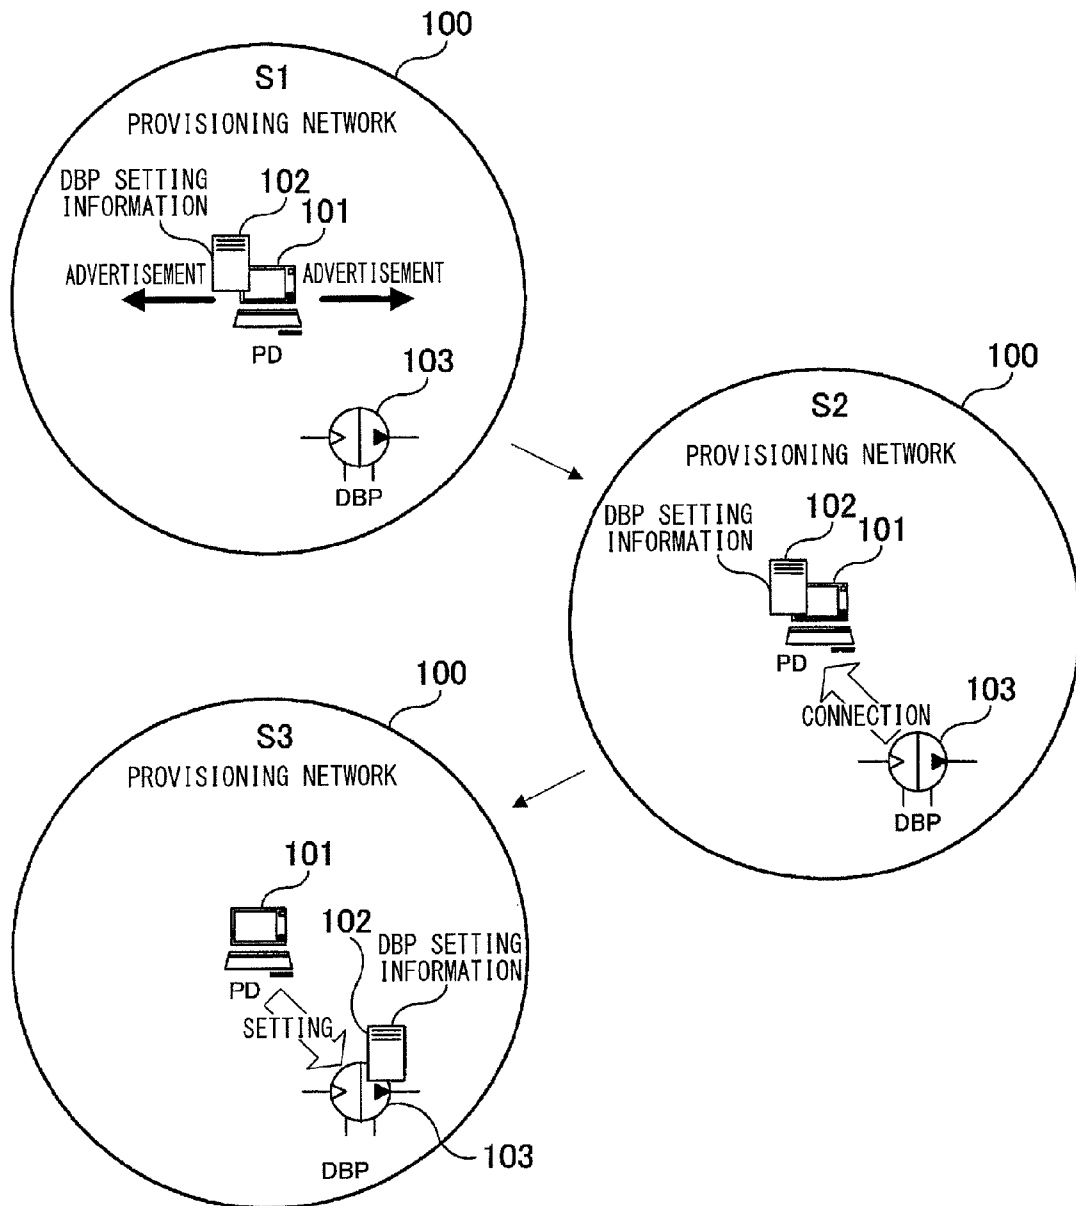 100
S1
PROVISIONING NETWORK
DBP SETTING
INFORMATION
102
101
ADVERTISEMENT
ADVERTISEMENT
PD
103
DBP
100
S2
PROVISIONING NETWORK
DBP SETTING
INFORMATION
102
101
PD
CONNECTION
103
DBP
100
S3
PROVISIONING NETWORK
101
102
DBP SETTING
INFORMATION
PD
SETTING
DBP
103